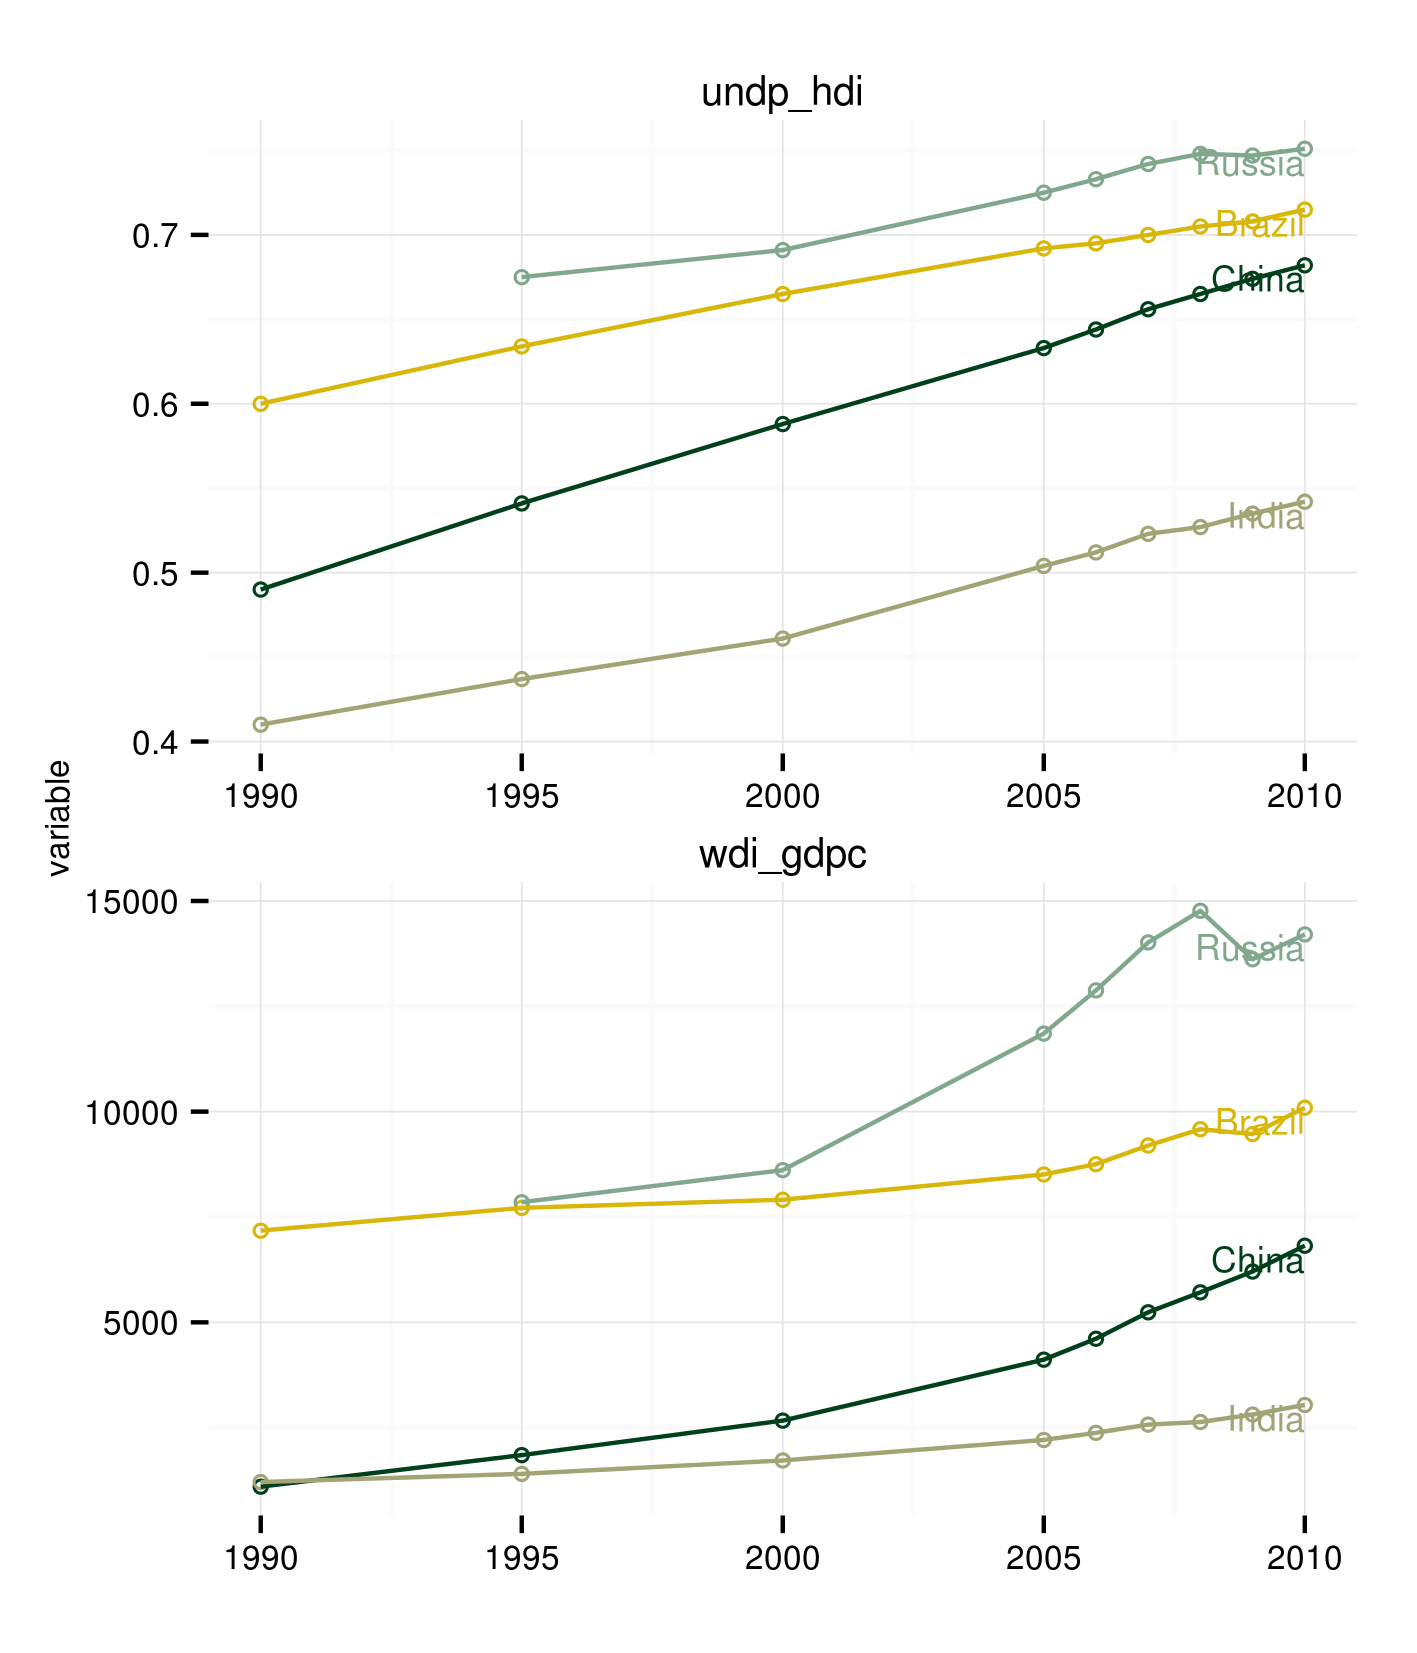 undp_hdi
Russia
0.7
Brazil
China
0.6
India
0.5
0.4
1990 1995 2000 2005 2010
variable
wdi_gdpc
15000
Russia
10000
Brazil
China
5000
India
1990 1995 2000 2005 2010